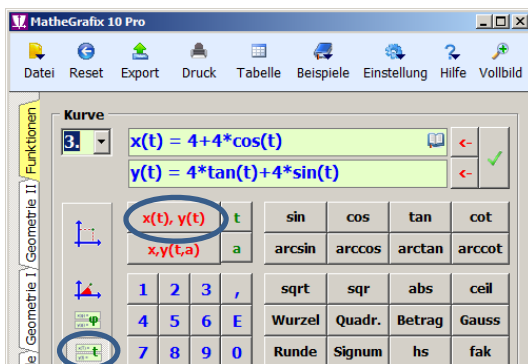 MatheGrafix 10 Pro
Datei Reset Export Druck Tabelle Beispiele Einstellung Hilfe Vollbild
Funktionen
Geometrie II
Geometrie I
Kurve
3. x(t) = 4+4*cos(t) <-
y(t) = 4*tan(t)+4*sin(t) <-
x(t), y(t) t sin cos tan cot
x,y(t,a) a arcsin arccos arctan arccot
1 2 3 , sqrt sqr abs ceil
φ 4 5 6 E Wurzel Quadr. Betrag Gauss
t 7 8 9 0 Runde Signum hs fak